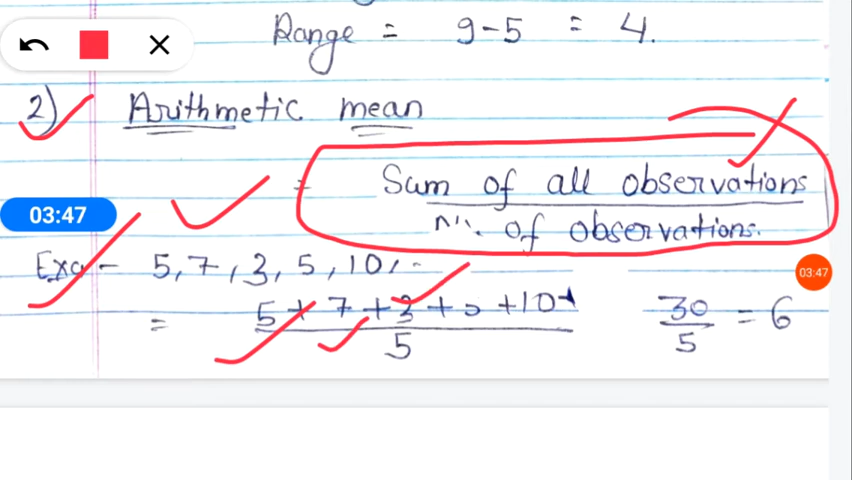 Range = 9-5 = 4.
2) Arithmetic mean
= Sum of all observations
of observations.
03:47
Exa- 5, 7, 3, 5, 10,
03:47
= 5 + 7 + 3 + 5 + 10 30 = 6
5 5